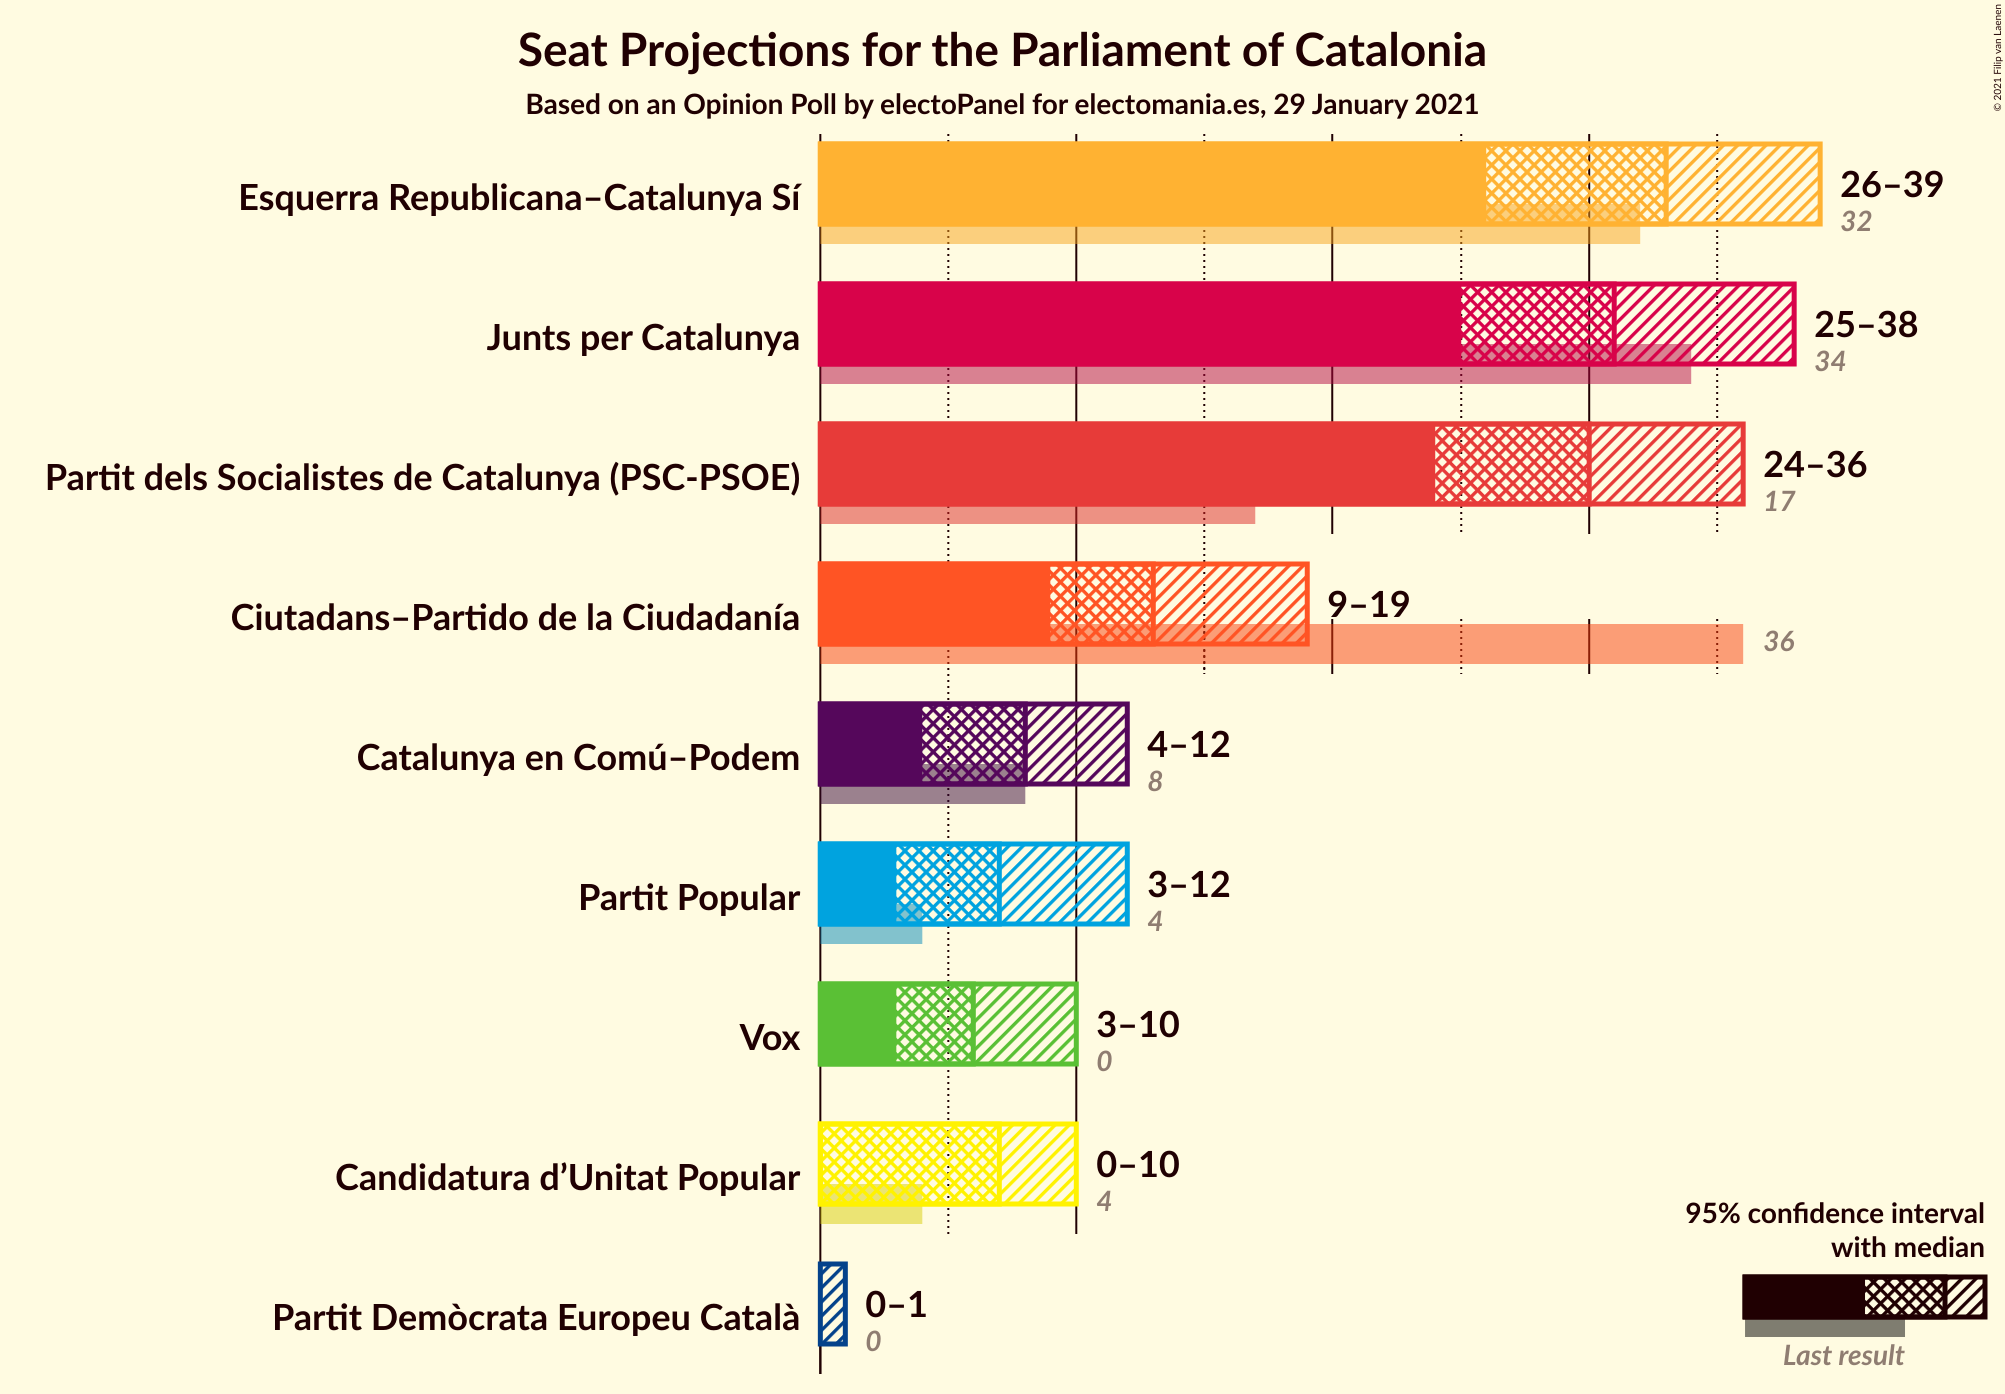 Seat Projections for the Parliament of Catalonia
Based on an Opinion Poll by electoPanel for electomania.es, 29 January 2021
© 2021 Filip van Laenen
Esquerra Republicana–Catalunya Sí
26–39
32
Junts per Catalunya
25–38
34
Partit dels Socialistes de Catalunya (PSC-PSOE)
24–36
17
Ciutadans–Partido de la Ciudadanía
9–19
36
Catalunya en Comú–Podem
4–12
8
Partit Popular
3–12
4
Vox
3–10
0
Candidatura d’Unitat Popular
0–10
4
Partit Demòcrata Europeu Català
0–1
0
95% confidence interval
with median
Last result